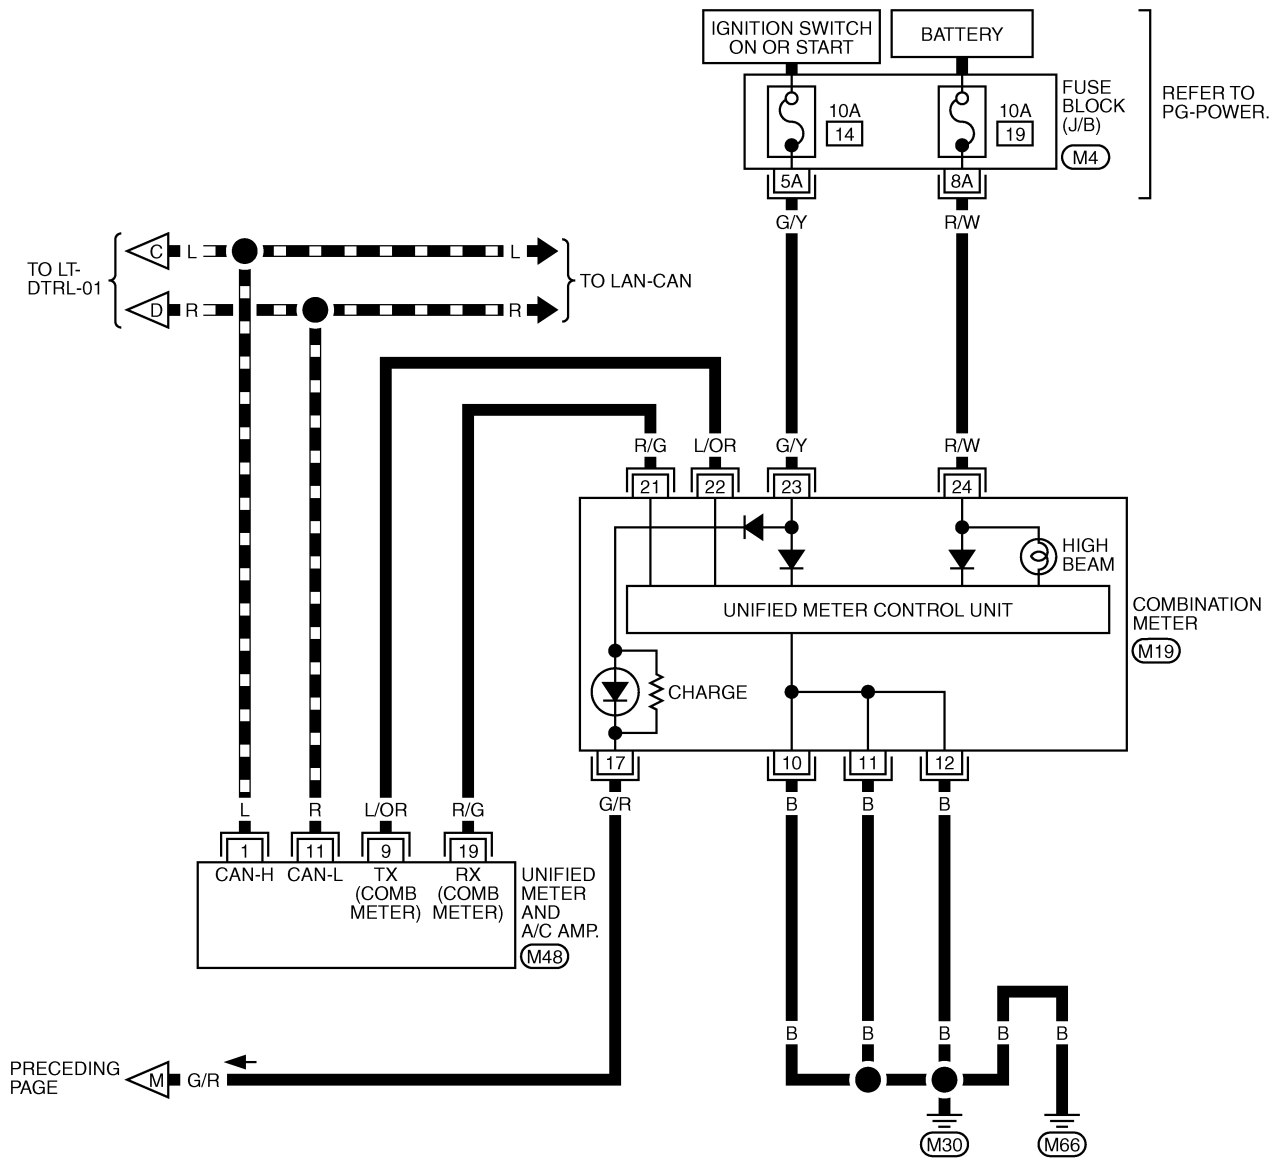 IGNITION SWITCH
ON OR START
BATTERY
FUSE
BLOCK
(J/B)
M4
REFER TO
PG-POWER.
10A
14
10A
19
5A
8A
G/Y
R/W
TO LT-
DTRL-01
C
L
L
D
R
R
TO LAN-CAN
R/G
L/OR
G/Y
R/W
21
22
23
24
HIGH
BEAM
UNIFIED METER CONTROL UNIT
COMBINATION
METER
M19
CHARGE
17
10
11
12
G/R
B
B
B
L
R
L/OR
R/G
1
11
9
19
CAN-H
CAN-L
TX
(COMB
METER)
RX
(COMB
METER)
UNIFIED
METER
AND
A/C AMP.
M48
B
B
B
B
B
PRECEDING
PAGE
M
G/R
M30
M66